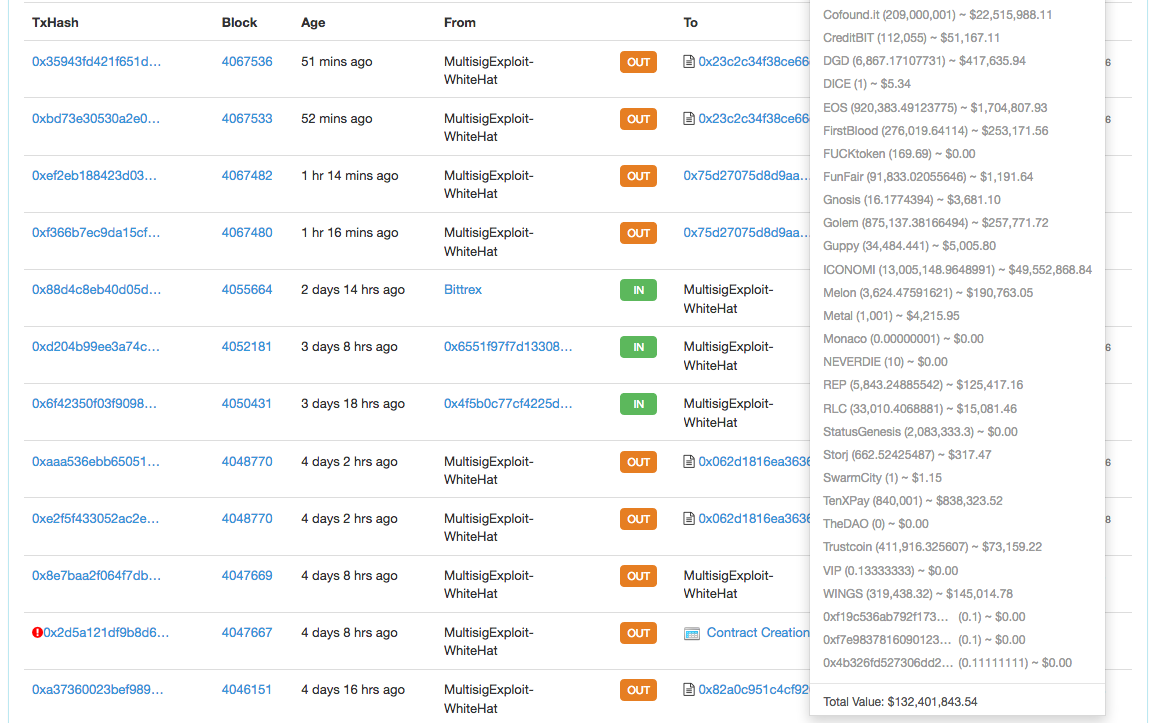 TxHash Block Age From To
0x35943fd421f651d... 4067536 51 mins ago MultisigExploit- OUT 0x23c2c34f38ce66 6
WhiteHat
0xbd73e30530a2e0... 4067533 52 mins ago MultisigExploit- OUT 0x23c2c34f38ce66 6
WhiteHat
0xef2eb188423d03... 4067482 1 hr 14 mins ago MultisigExploit- OUT 0x75d27075d8d9aa...
WhiteHat
0xf366b7ec9da15cf... 4067480 1 hr 16 mins ago MultisigExploit- OUT 0x75d27075d8d9aa...
WhiteHat
0x88d4c8eb40d05d... 4055664 2 days 14 hrs ago Bittrex IN MultisigExploit-
WhiteHat
0xd204b99ee3a74c... 4052181 3 days 8 hrs ago 0x6551f97f7d13308... IN MultisigExploit- 6
WhiteHat
0x6f42350f03f9098... 4050431 3 days 18 hrs ago 0x4f5b0c77cf4225d... IN MultisigExploit-
WhiteHat
0xaaa536ebb65051... 4048770 4 days 2 hrs ago MultisigExploit- OUT 0x062d1816ea3636 6
WhiteHat
0xe2f5f433052ac2e... 4048770 4 days 2 hrs ago MultisigExploit- OUT 0x062d1816ea3636 8
WhiteHat
0x8e7baa2f064f7db... 4047669 4 days 8 hrs ago MultisigExploit- OUT MultisigExploit-
WhiteHat WhiteHat
0x2d5a121df9b8d6... 4047667 4 days 8 hrs ago MultisigExploit- OUT Contract Creation
WhiteHat
0xa37360023bef989... 4046151 4 days 16 hrs ago MultisigExploit- OUT 0x82a0c951c4cf92
WhiteHat
Cofound.it (209,000,001) ~ $22,515,988.11
CreditBIT (112,055) ~ $51,167.11
DGD (6,867.17107731) ~ $417,635.94
DICE (1) ~ $5.34
EOS (920,383.49123775) ~ $1,704,807.93
FirstBlood (276,019.64114) ~ $253,171.56
FUCKtoken (169.69) ~ $0.00
FunFair (91,833.02055646) ~ $1,191.64
Gnosis (16.1774394) ~ $3,681.10
Golem (875,137.38166494) ~ $257,771.72
Guppy (34,484.441) ~ $5,005.80
ICONOMI (13,005,148.9648991) ~ $49,552,868.84
Melon (3,624.47591621) ~ $190,763.05
Metal (1,001) ~ $4,215.95
Monaco (0.00000001) ~ $0.00
NEVERDIE (10) ~ $0.00
REP (5,843.24885542) ~ $125,417.16
RLC (33,010.4068881) ~ $15,081.46
StatusGenesis (2,083,333.3) ~ $0.00
Storj (662.52425487) ~ $317.47
SwarmCity (1) ~ $1.15
TenXPay (840,001) ~ $838,323.52
TheDAO (0) ~ $0.00
Trustcoin (411,916.325607) ~ $73,159.22
VIP (0.13333333) ~ $0.00
WINGS (319,438.32) ~ $145,014.78
0xf19c536ab792f173... (0.1) ~ $0.00
0xf7e9837816090123... (0.1) ~ $0.00
0x4b326fd527306dd2... (0.11111111) ~ $0.00
Total Value: $132,401,843.54